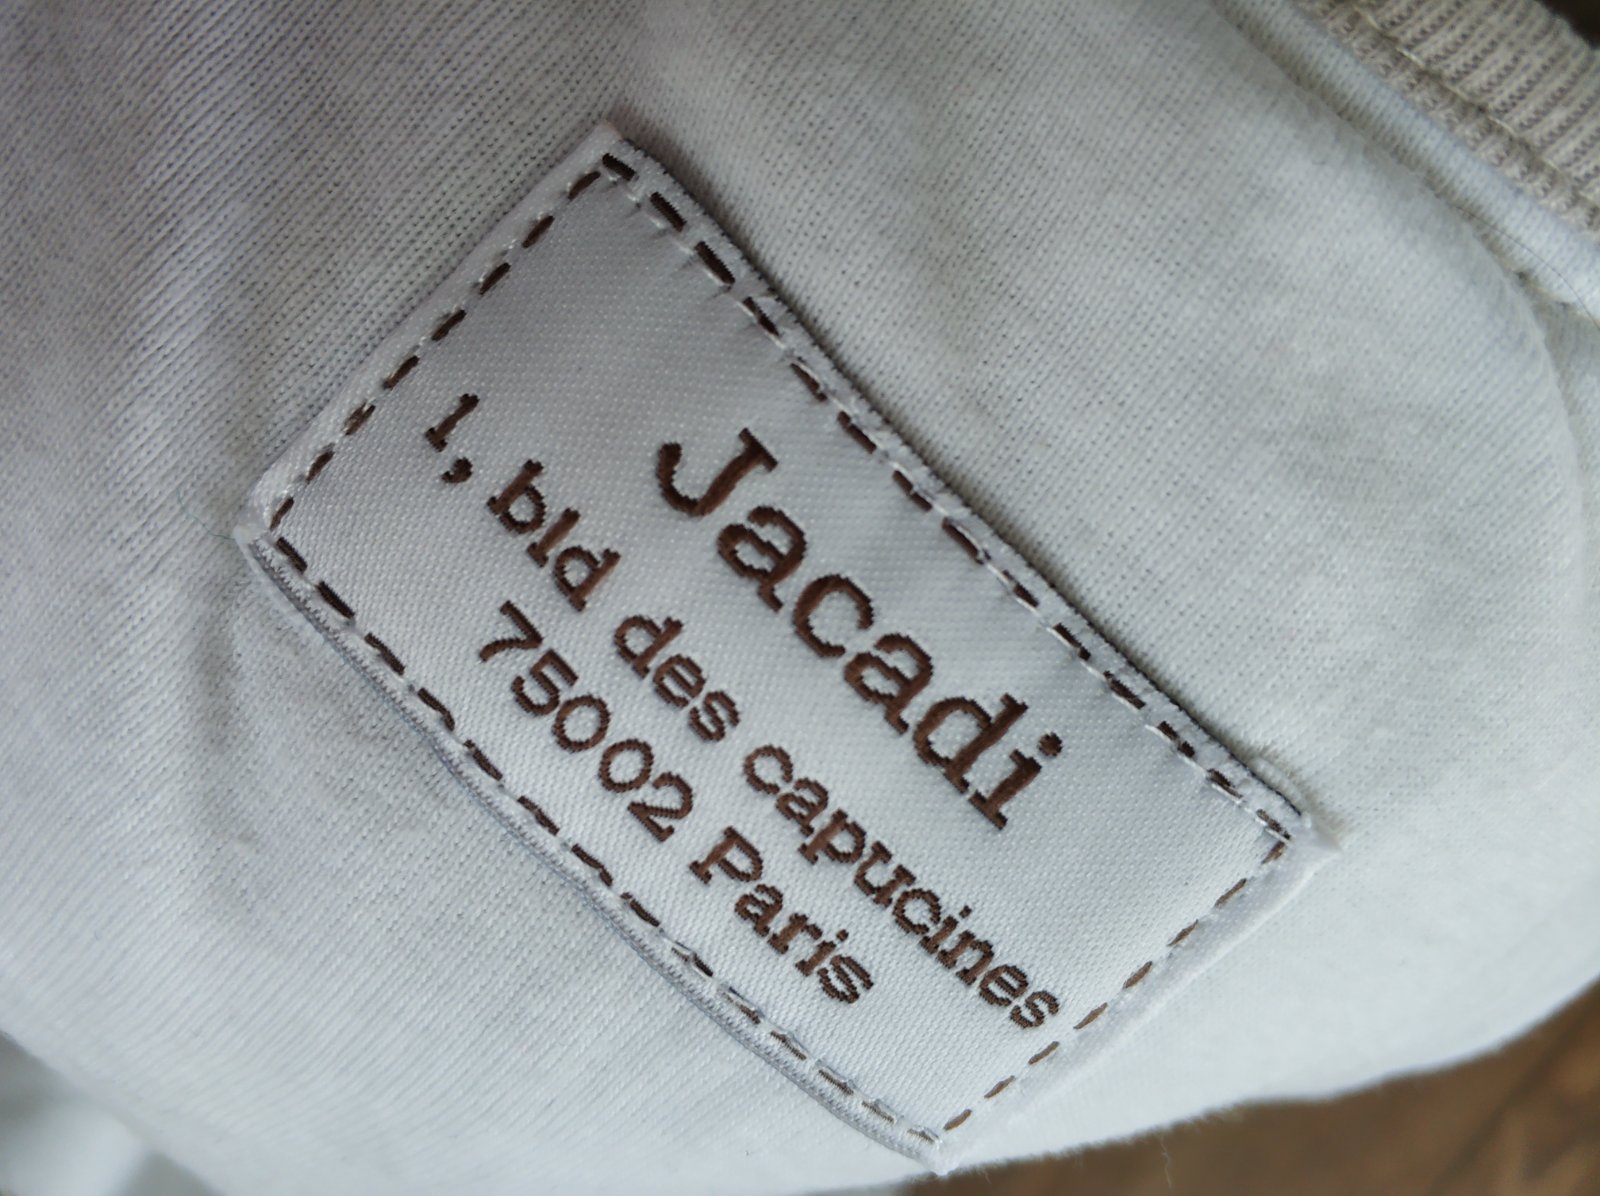 Jacadi
1, bld des capucines
75002 Paris